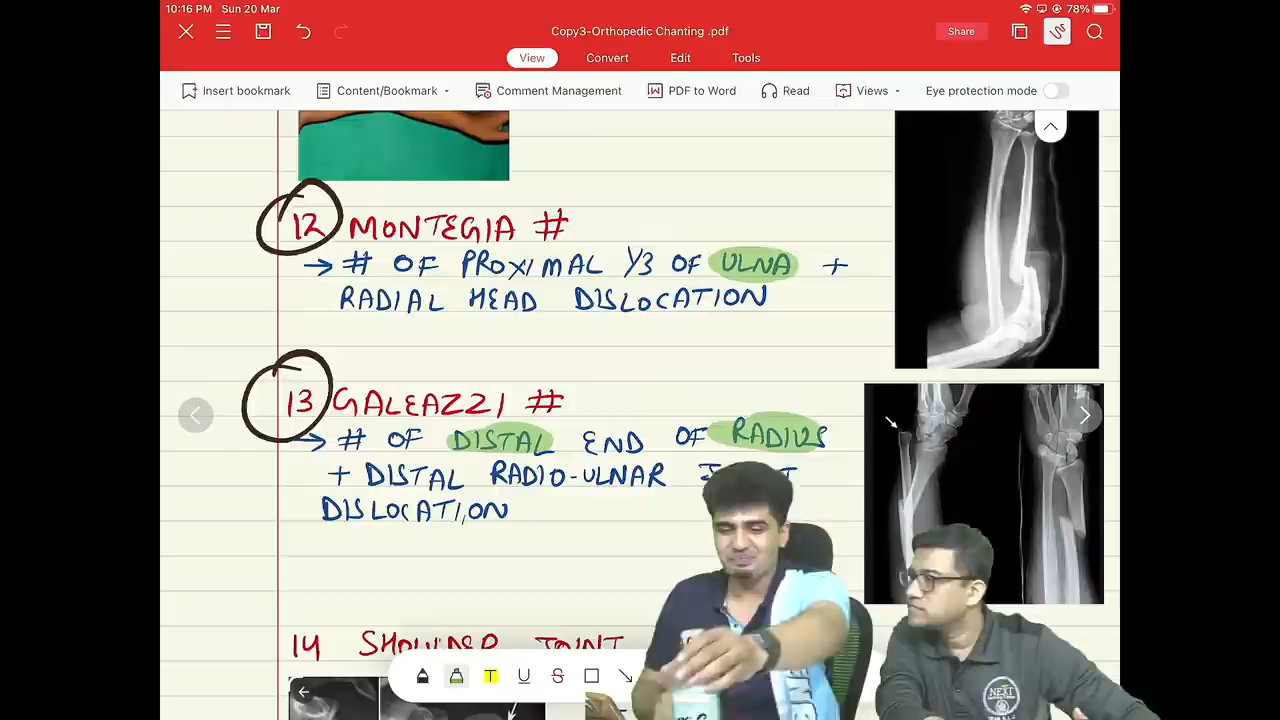 10:16 PM Sun 20 Mar
78%
Copy3-Orthopedic Chanting .pdf
Share
View Convert Edit Tools
Insert bookmark Content/Bookmark Comment Management PDF to Word Read Views Eye protection mode
12 MONTEGIA #
→ # OF PROXIMAL 1/3 OF ULNA +
RADIAL HEAD DISLOCATION
13 GALEAZZI #
→ # OF DISTAL END OF RADIUS
+ DISTAL RADIO-ULNAR
DISLOCATION
14 SHOULDER JOINT
T U S
NEXT